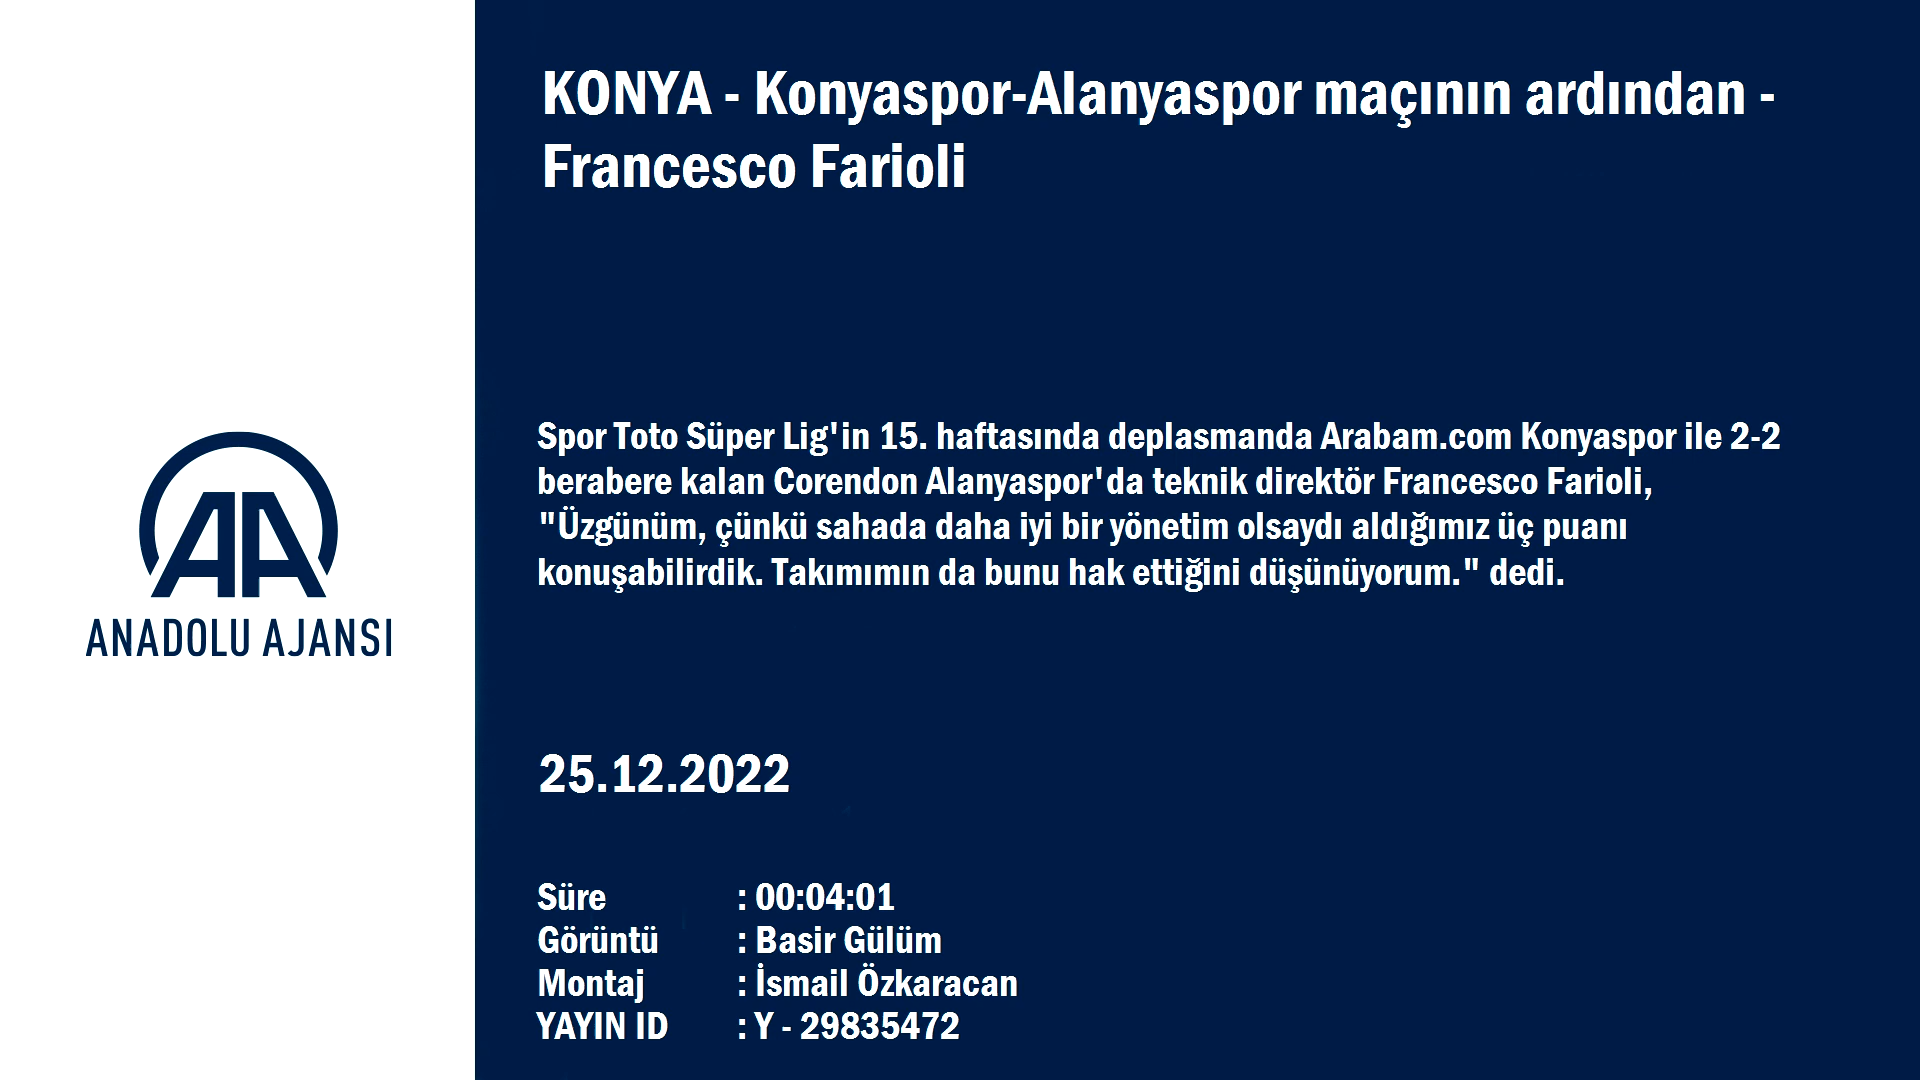 KONYA - Konyaspor-Alanyaspor maçının ardından -
Francesco Farioli
Spor Toto Süper Lig'in 15. haftasında deplasmanda Arabam.com Konyaspor ile 2-2
berabere kalan Corendon Alanyaspor'da teknik direktör Francesco Farioli,
"Üzgünüm, çünkü sahada daha iyi bir yönetim olsaydı aldığımız üç puanı
konuşabilirdik. Takımımın da bunu hak ettiğini düşünüyorum." dedi.
AA
ANADOLU AJANSI
25.12.2022
Süre : 00:04:01
Görüntü : Basir Gülüm
Montaj : İsmail Özkaracan
YAYIN ID : Y - 29835472